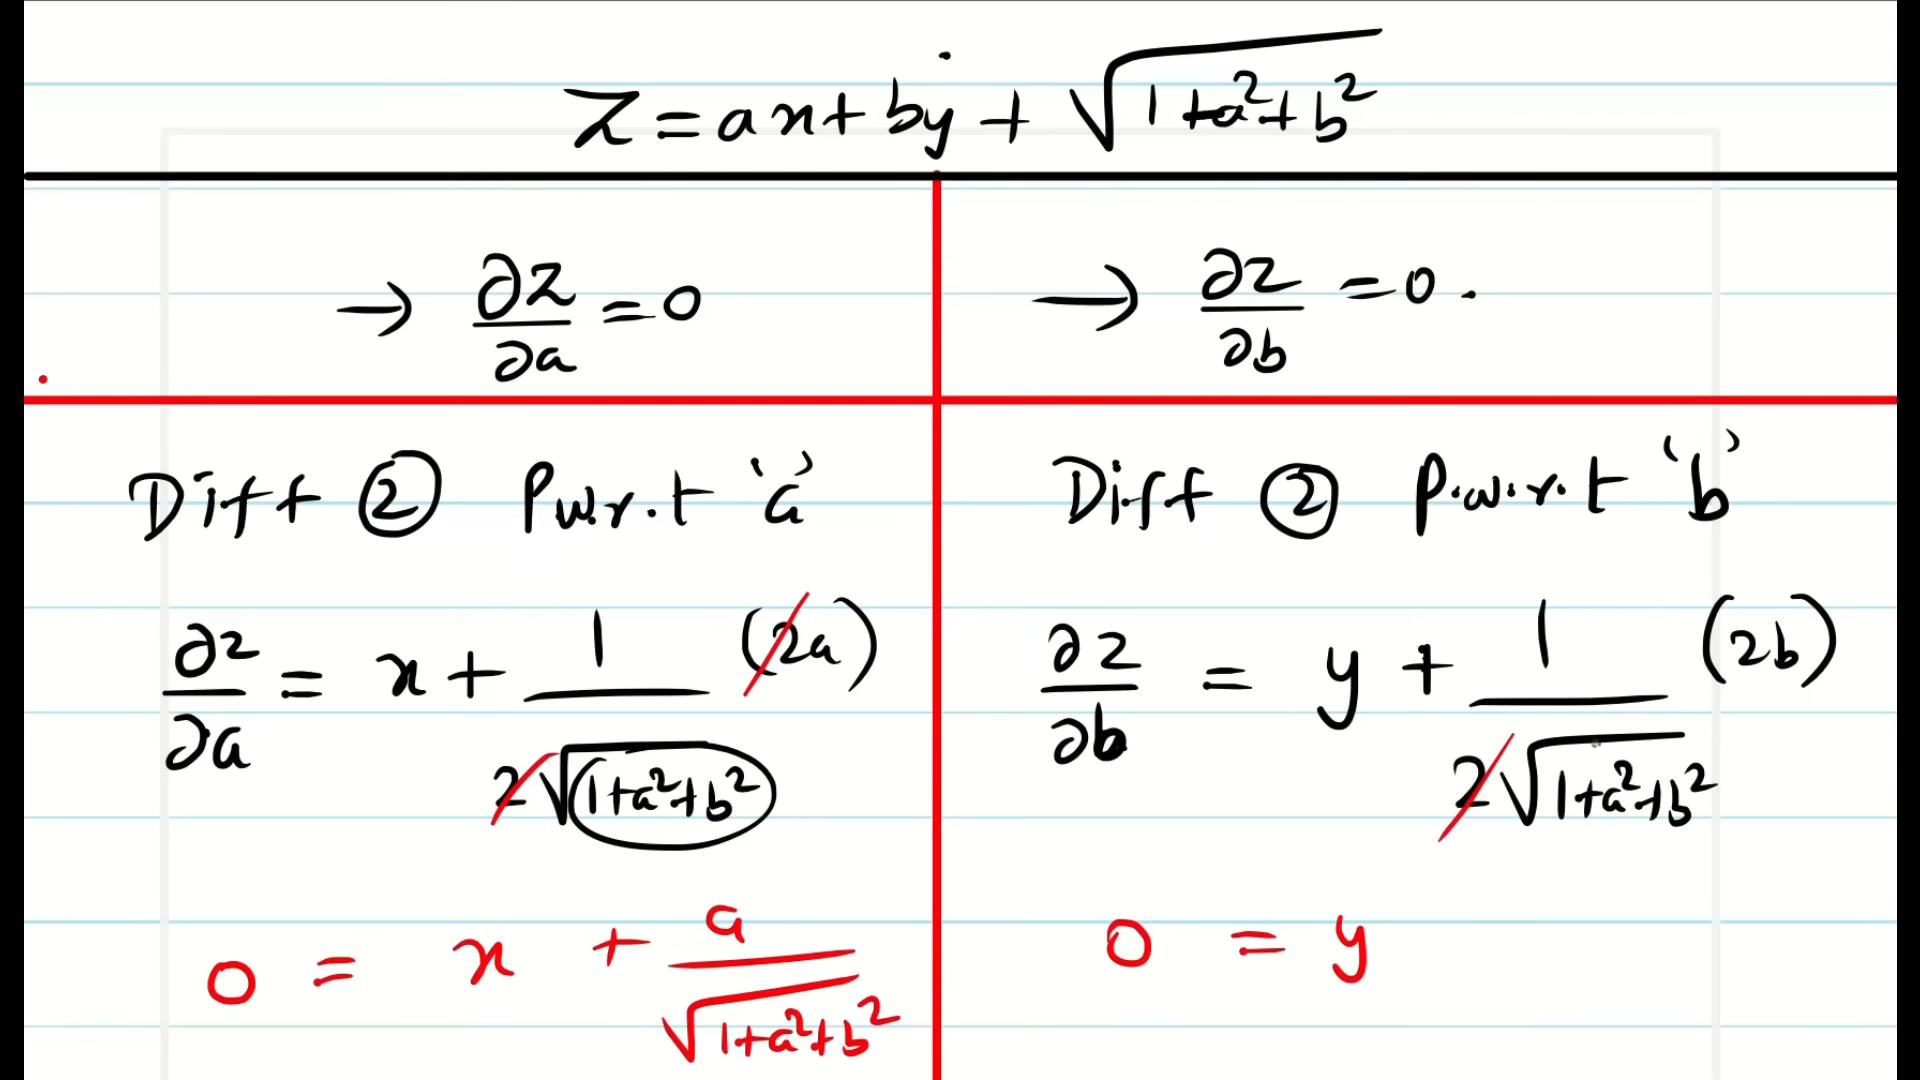 Z = ax + by + √(1+a²+b²)
→ ∂z/∂a = 0
Diff ② P w.r.t 'a'
∂z/∂a = x + 1/(2√(1+a²+b²)) (2a)
0 = x + a/√(1+a²+b²)
→ ∂z/∂b = 0.
Diff ② P.w.r.t 'b'
∂z/∂b = y + 1/(2√(1+a²+b²)) (2b)
0 = y